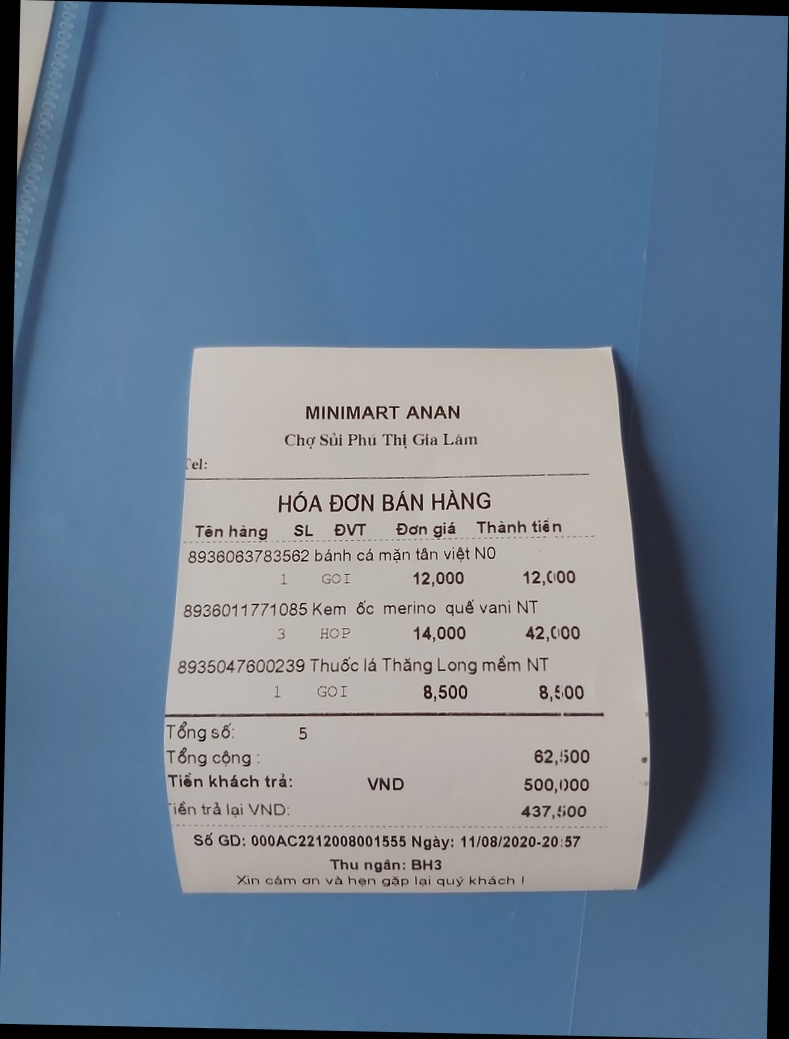 MINIMART ANAN
Chợ Sủi Phú Thị Gia Lâm
Tel:
HÓA ĐƠN BÁN HÀNG
Tên hàng SL ĐVT Đơn giá Thành tiền
8936063783562 bánh cá mặn tân việt N0
1 GOI 12,000 12,000
8936011771085 Kem ốc merino quế vani NT
3 HOP 14,000 42,000
8935047600239 Thuốc lá Thăng Long mềm NT
1 GOI 8,500 8,500
Tổng số: 5
Tổng cộng : 62,500
Tiền khách trả: VND 500,000
Tiền trả lại VND: 437,500
Số GD: 000AC2212008001555 Ngày: 11/08/2020-20:57
Thu ngân: BH3
Xin cám ơn và hẹn gặp lại quý khách !